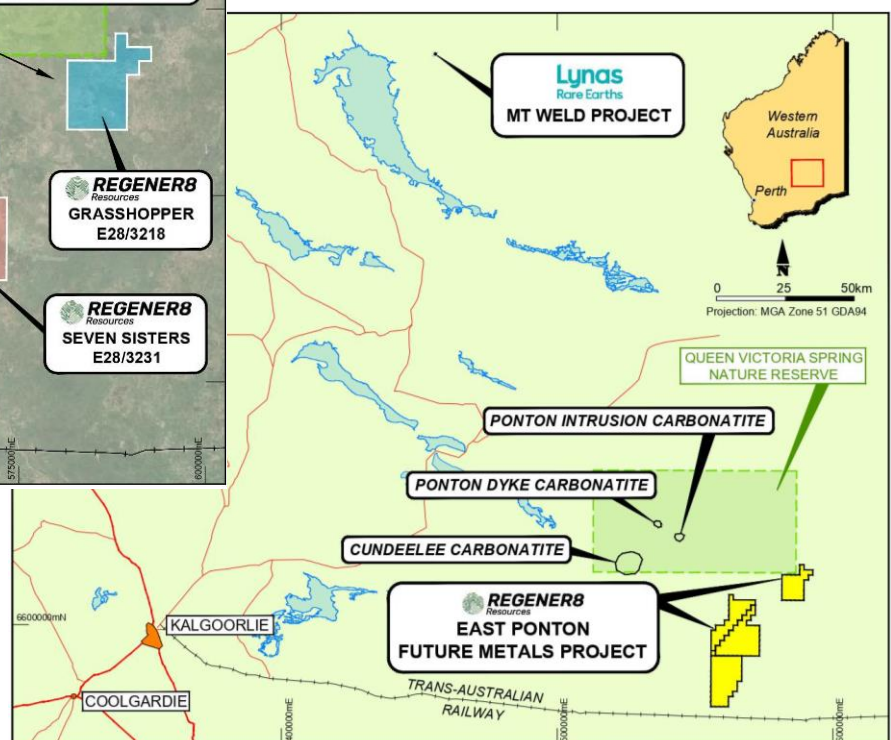 REGENER8
Resources
GRASSHOPPER
E28/3218
REGENER8
Resources
SEVEN SISTERS
E28/3231
575000mE
600000mE
Lynas
Rare Earths
MT WELD PROJECT
Western
Australia
Perth
N
0 25 50km
Projection: MGA Zone 51 GDA94
QUEEN VICTORIA SPRING
NATURE RESERVE
PONTON INTRUSION CARBONATITE
PONTON DYKE CARBONATITE
CUNDEELEE CARBONATITE
REGENER8
Resources
EAST PONTON
FUTURE METALS PROJECT
6600000mN
KALGOORLIE
COOLGARDIE
TRANS-AUSTRALIAN
RAILWAY